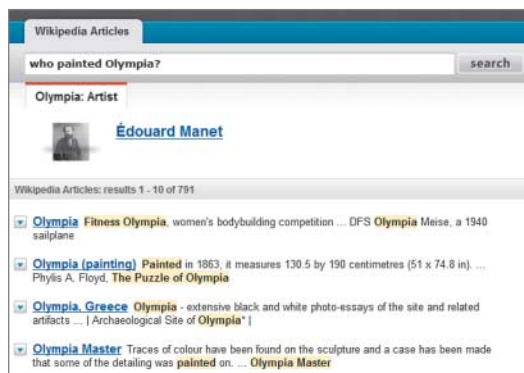 Wikipedia Articles
who painted Olympia?
search
Olympia: Artist
Édouard Manet
Wikipedia Articles: results 1 - 10 of 791
Olympia Fitness Olympia, women's bodybuilding competition ... DFS Olympia Meise, a 1940
sailplane
Olympia (painting) Painted in 1863, it measures 130.5 by 190 centimetres (51 x 74.8 in). ...
Phylis A. Floyd, The Puzzle of Olympia
Olympia, Greece Olympia - extensive black and white photo-essays of the site and related
artifacts ... | Archaeological Site of Olympia* |
Olympia Master Traces of colour have been found on the sculpture and a case has been made
that some of the detailing was painted on. ... Olympia Master